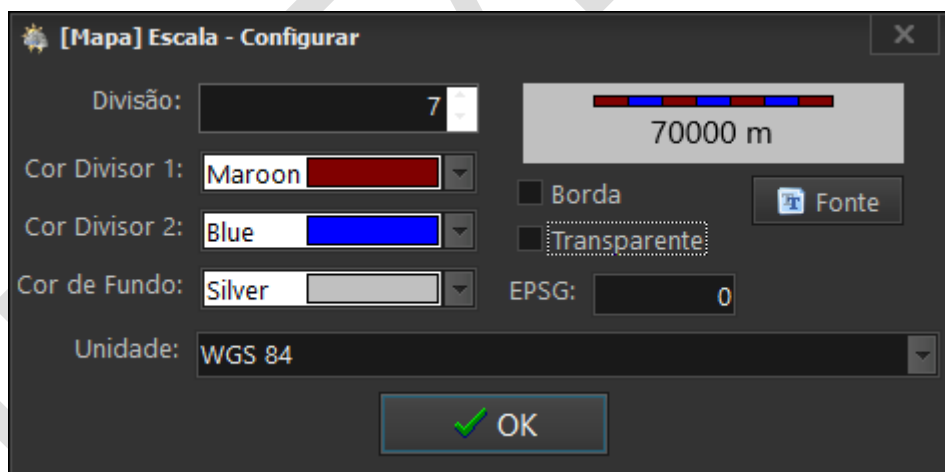 [Mapa] Escala - Configurar
Divisão: 7
70000 m
Cor Divisor 1: Maroon
Borda
Fonte
Cor Divisor 2: Blue
Transparente
Cor de Fundo: Silver
EPSG: 0
Unidade: WGS 84
OK